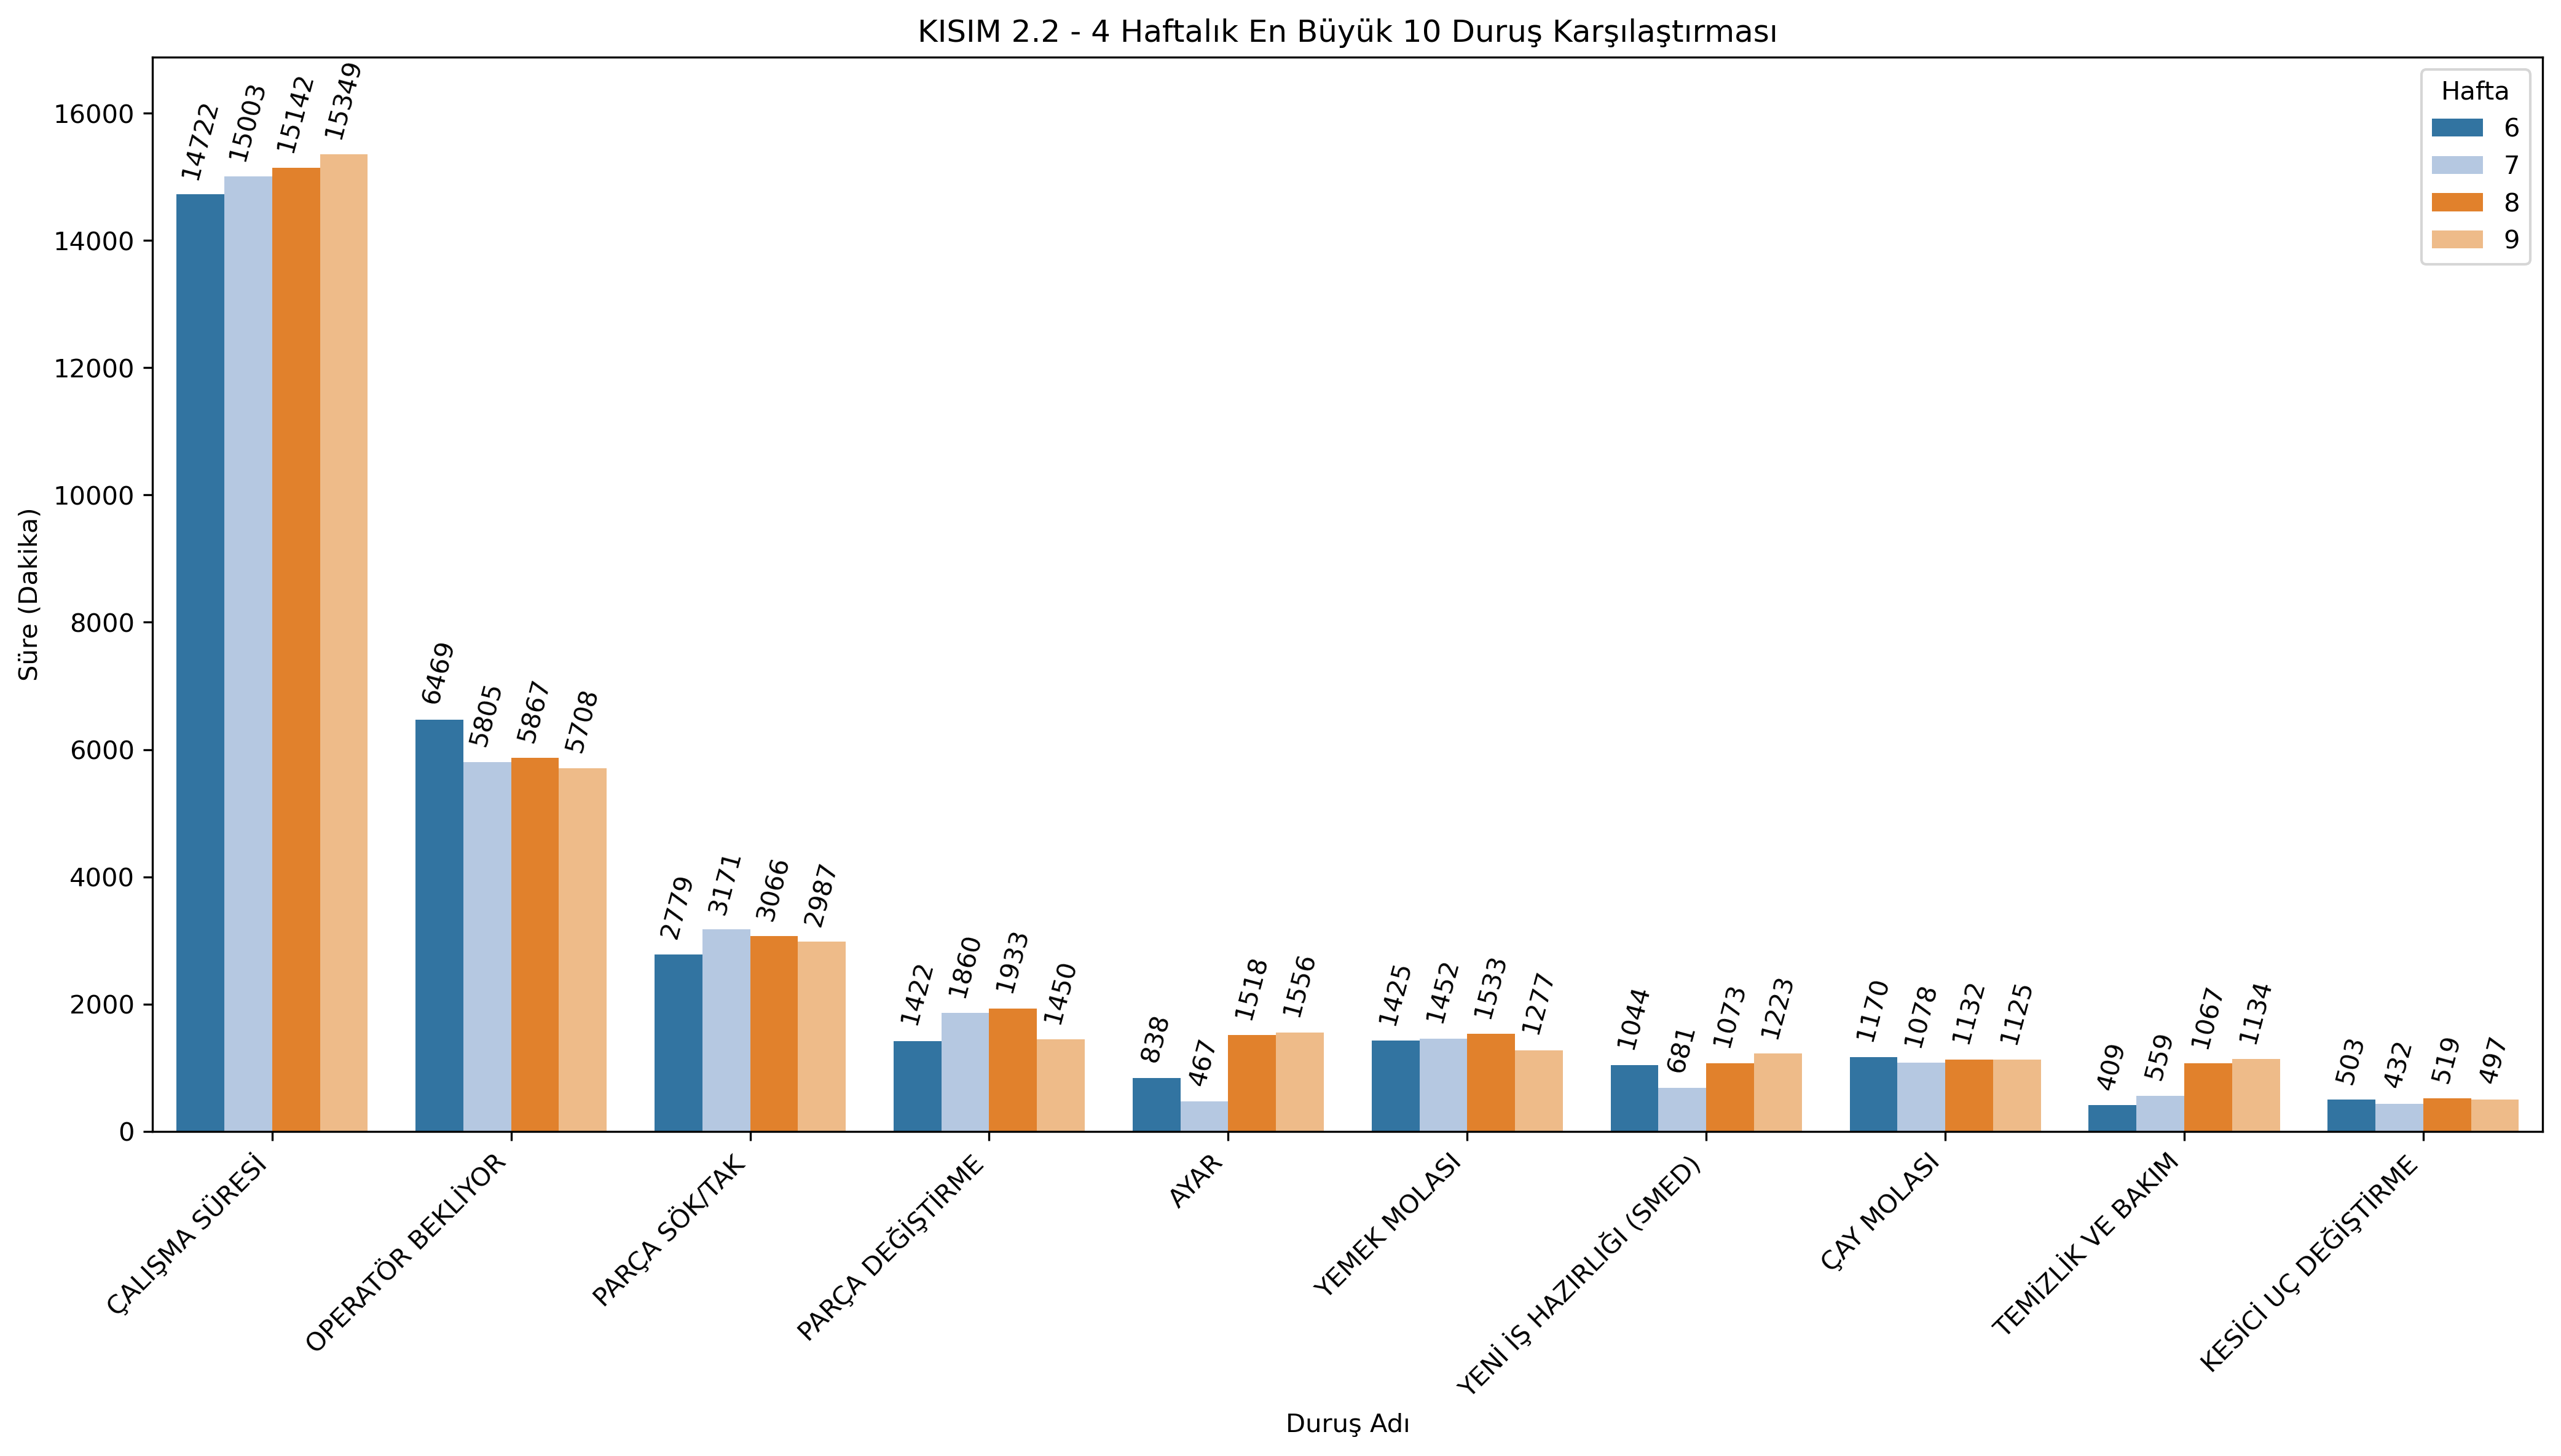 KISIM 2.2 - 4 Haftalık En Büyük 10 Duruş Karşılaştırması
Hafta
6
7
8
9
Süre (Dakika)
16000
14000
12000
10000
8000
6000
4000
2000
0
14722 15003 15142 15349
6469 5805 5867 5708
2779 3171 3066 2987
1422 1860 1933 1450
838 467 1518 1556
1425 1452 1533 1277
1044 681 1073 1223
1170 1078 1132 1125
409 559 1067 1134
503 432 519 497
ÇALIŞMA SÜRESİ
OPERATÖR BEKLİYOR
PARÇA SÖK/TAK
PARÇA DEĞİŞTİRME
AYAR
YEMEK MOLASI
YENİ İŞ HAZIRLIĞI (SMED)
ÇAY MOLASI
TEMİZLİK VE BAKIM
KESİCİ UÇ DEĞİŞTİRME
Duruş Adı